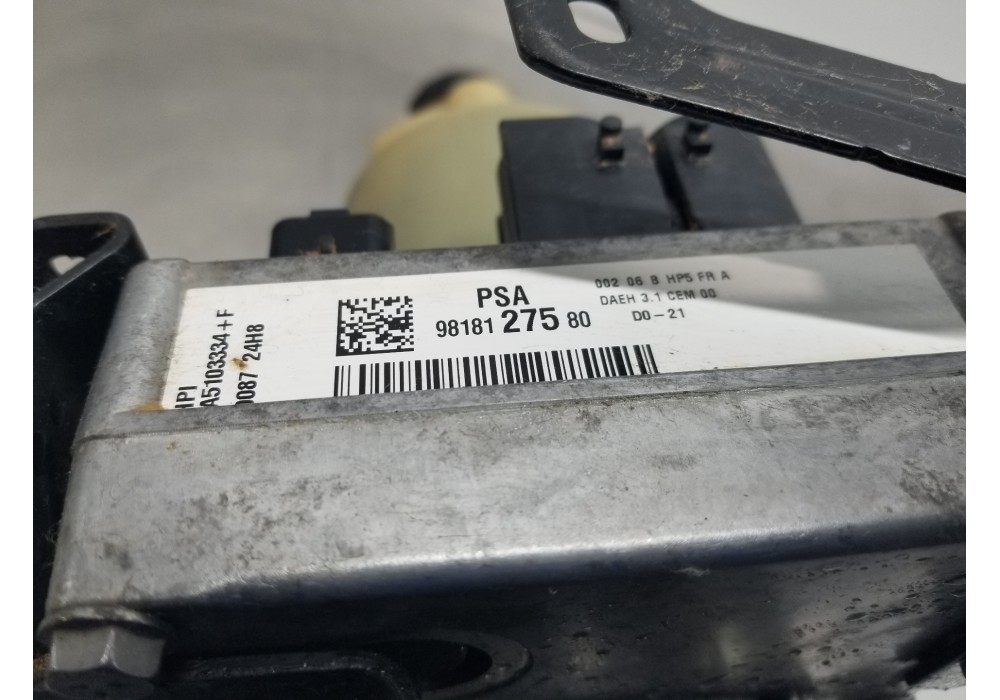 HPI
A5103334+F
0087 24H8
PSA
98181 275 80
002 06 8 HP5 FR A
DAEH 3.1 CEM 00
D0-21